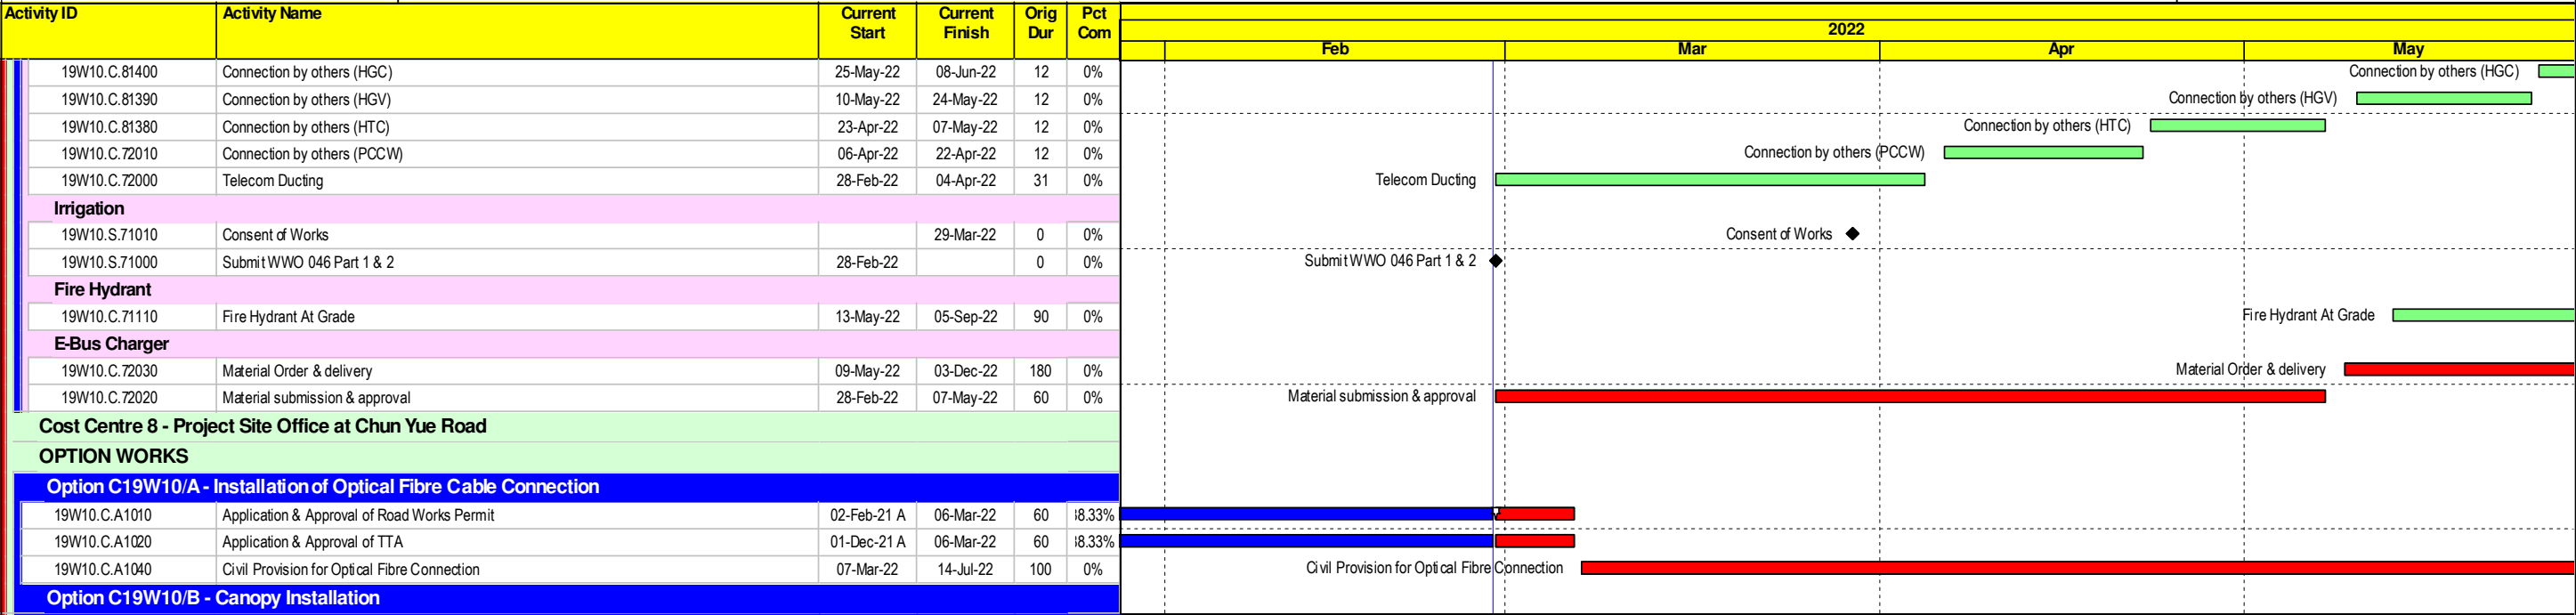 Activity ID Activity Name Current Start Current Finish Orig Dur Pct Com
2022
Feb Mar Apr May
19W10.C.81400 Connection by others (HGC) 25-May-22 08-Jun-22 12 0% Connection by others (HGC)
19W10.C.81390 Connection by others (HGV) 10-May-22 24-May-22 12 0% Connection by others (HGV)
19W10.C.81380 Connection by others (HTC) 23-Apr-22 07-May-22 12 0% Connection by others (HTC)
19W10.C.72010 Connection by others (PCCW) 06-Apr-22 22-Apr-22 12 0% Connection by others (PCCW)
19W10.C.72000 Telecom Ducting 28-Feb-22 04-Apr-22 31 0% Telecom Ducting
Irrigation
19W10.S.71010 Consent of Works 29-Mar-22 0 0% Consent of Works
19W10.S.71000 Submit WWO 046 Part 1 & 2 28-Feb-22 0 0% Submit WWO 046 Part 1 & 2
Fire Hydrant
19W10.C.71110 Fire Hydrant At Grade 13-May-22 05-Sep-22 90 0% Fire Hydrant At Grade
E-Bus Charger
19W10.C.72030 Material Order & delivery 09-May-22 03-Dec-22 180 0% Material Order & delivery
19W10.C.72020 Material submission & approval 28-Feb-22 07-May-22 60 0% Material submission & approval
Cost Centre 8 - Project Site Office at Chun Yue Road
OPTION WORKS
Option C19W10/A - Installation of Optical Fibre Cable Connection
19W10.C.A1010 Application & Approval of Road Works Permit 02-Feb-21 A 06-Mar-22 60 8.33%
19W10.C.A1020 Application & Approval of TTA 01-Dec-21 A 06-Mar-22 60 8.33%
19W10.C.A1040 Civil Provision for Optical Fibre Connection 07-Mar-22 14-Jul-22 100 0% Civil Provision for Optical Fibre Connection
Option C19W10/B - Canopy Installation